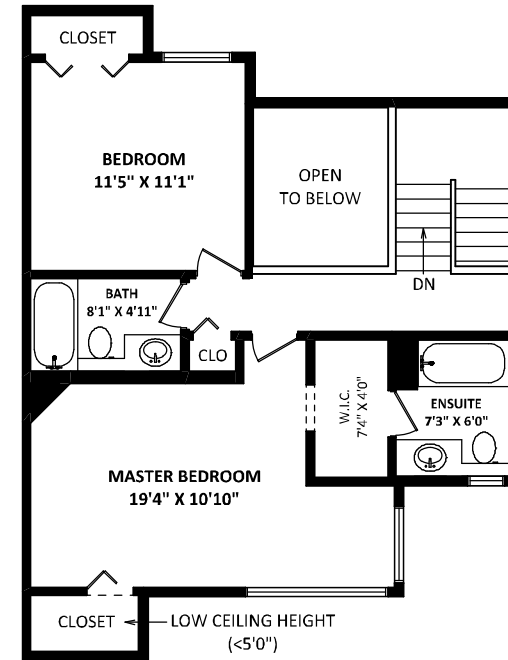 CLOSET
BEDROOM
11'5" X 11'1"
OPEN
TO BELOW
DN
BATH
8'1" X 4'11"
CLO
W.I.C.
7'4" X 4'0"
ENSUITE
7'3" X 6'0"
MASTER BEDROOM
19'4" X 10'10"
CLOSET
LOW CEILING HEIGHT
(<5'0")